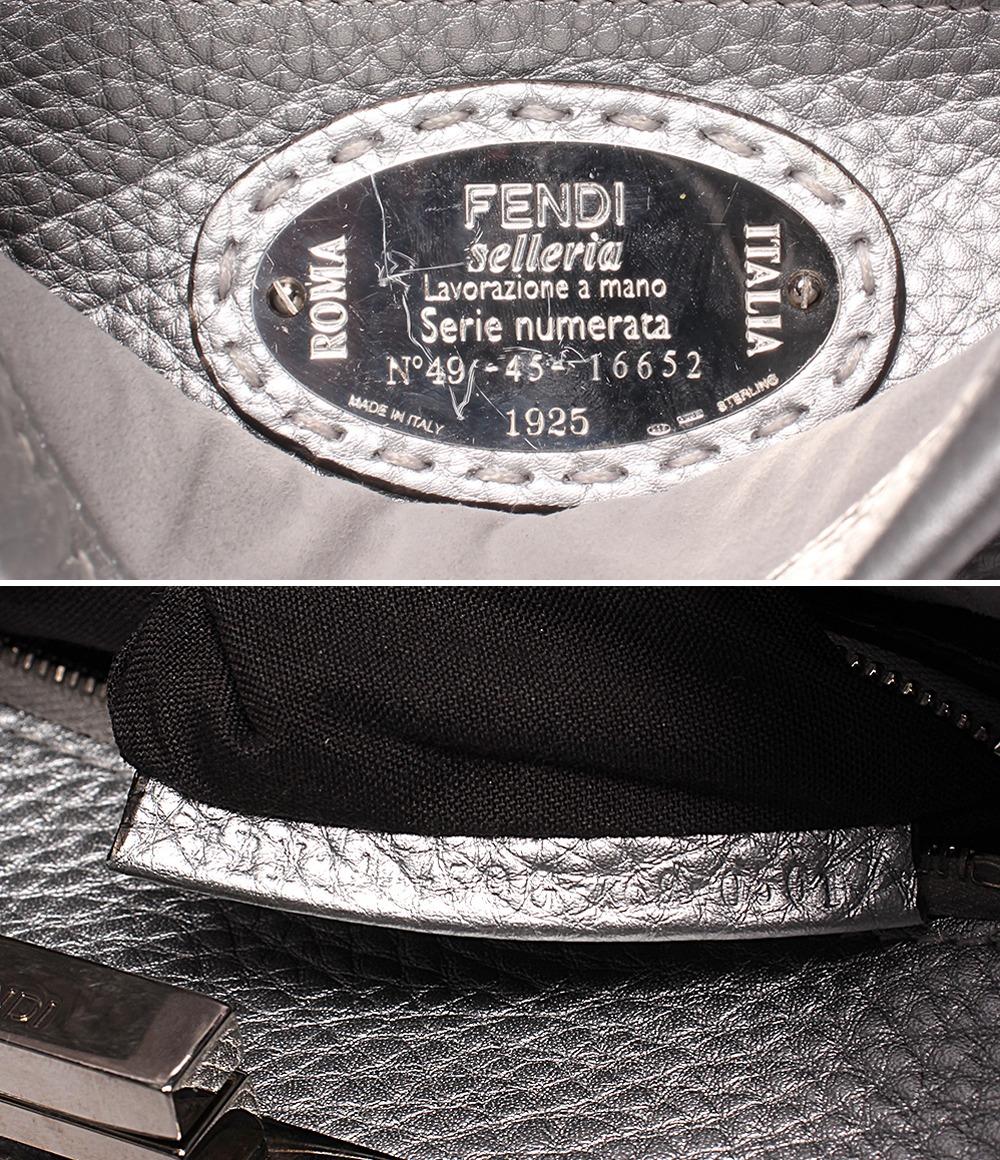 FENDI
selleria
Lavorazione a mano
Serie numerata
N°49-45-16652
1925
ROMA
ITALIA
MADE IN ITALY
STERLING